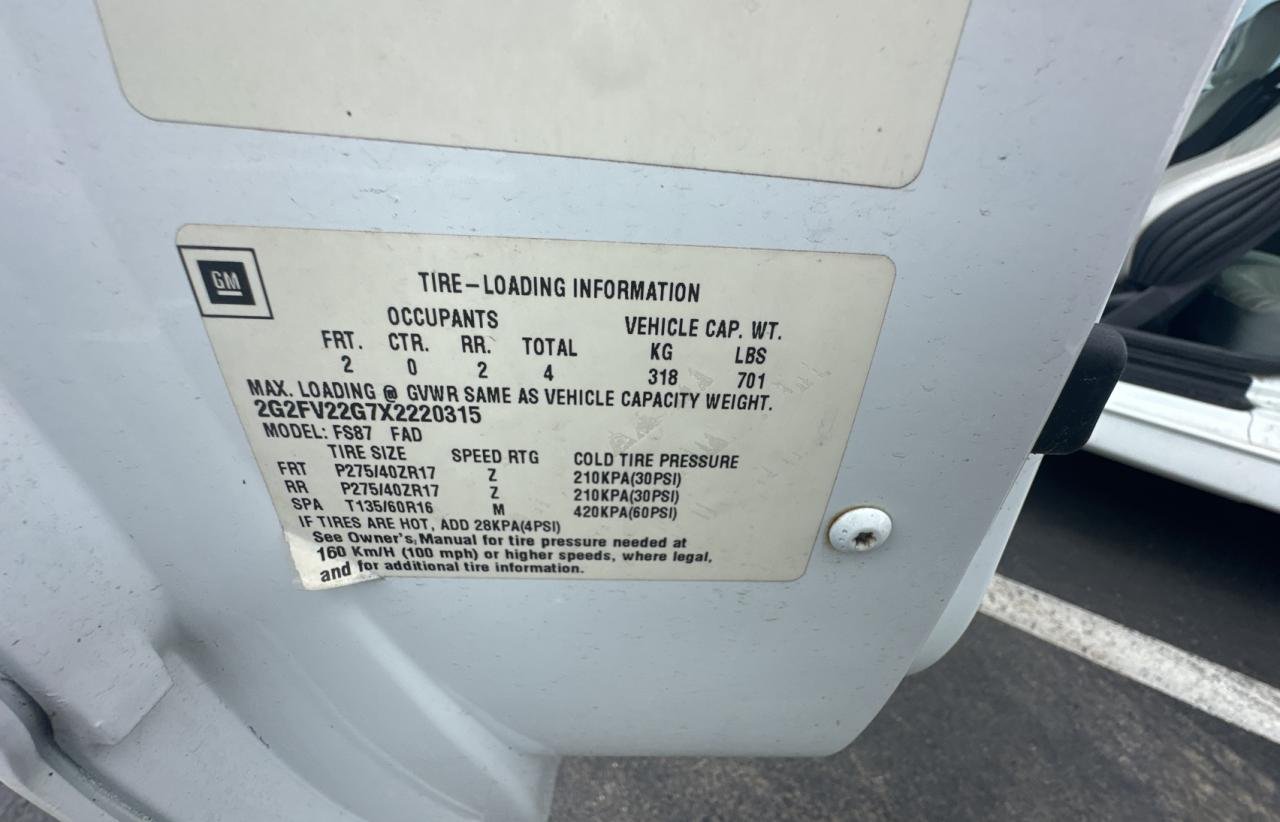 GM
TIRE–LOADING INFORMATION
OCCUPANTS VEHICLE CAP. WT.
FRT. CTR. RR. TOTAL KG LBS
2 0 2 4 318 701
MAX. LOADING @ GVWR SAME AS VEHICLE CAPACITY WEIGHT.
2G2FV22G7X2220315
MODEL: FS87 FAD
TIRE SIZE SPEED RTG COLD TIRE PRESSURE
FRT P275/40ZR17 Z 210KPA(30PSI)
RR P275/40ZR17 Z 210KPA(30PSI)
SPA T135/60R16 M 420KPA(60PSI)
IF TIRES ARE HOT, ADD 28KPA(4PSI)
See Owner's, Manual for tire pressure needed at
160 Km/H (100 mph) or higher speeds, where legal,
and for additional tire information.